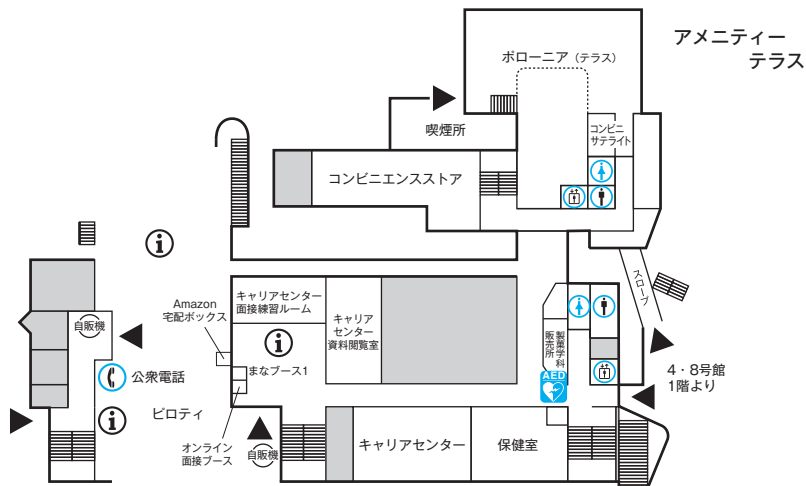 アメニティー
テラス
ポローニア（テラス）
喫煙所
コンビニ
サテライト
コンビニエンスストア
スロープ
Amazon
宅配ボックス
キャリアセンター
面接練習ルーム
キャリア
センター
資料閲覧室
製菓学科
販売所
自販機
まなブース1
AED
公衆電話
4・8号館
1階より
ピロティ
オンライン
面接ブース
自販機
キャリアセンター
保健室